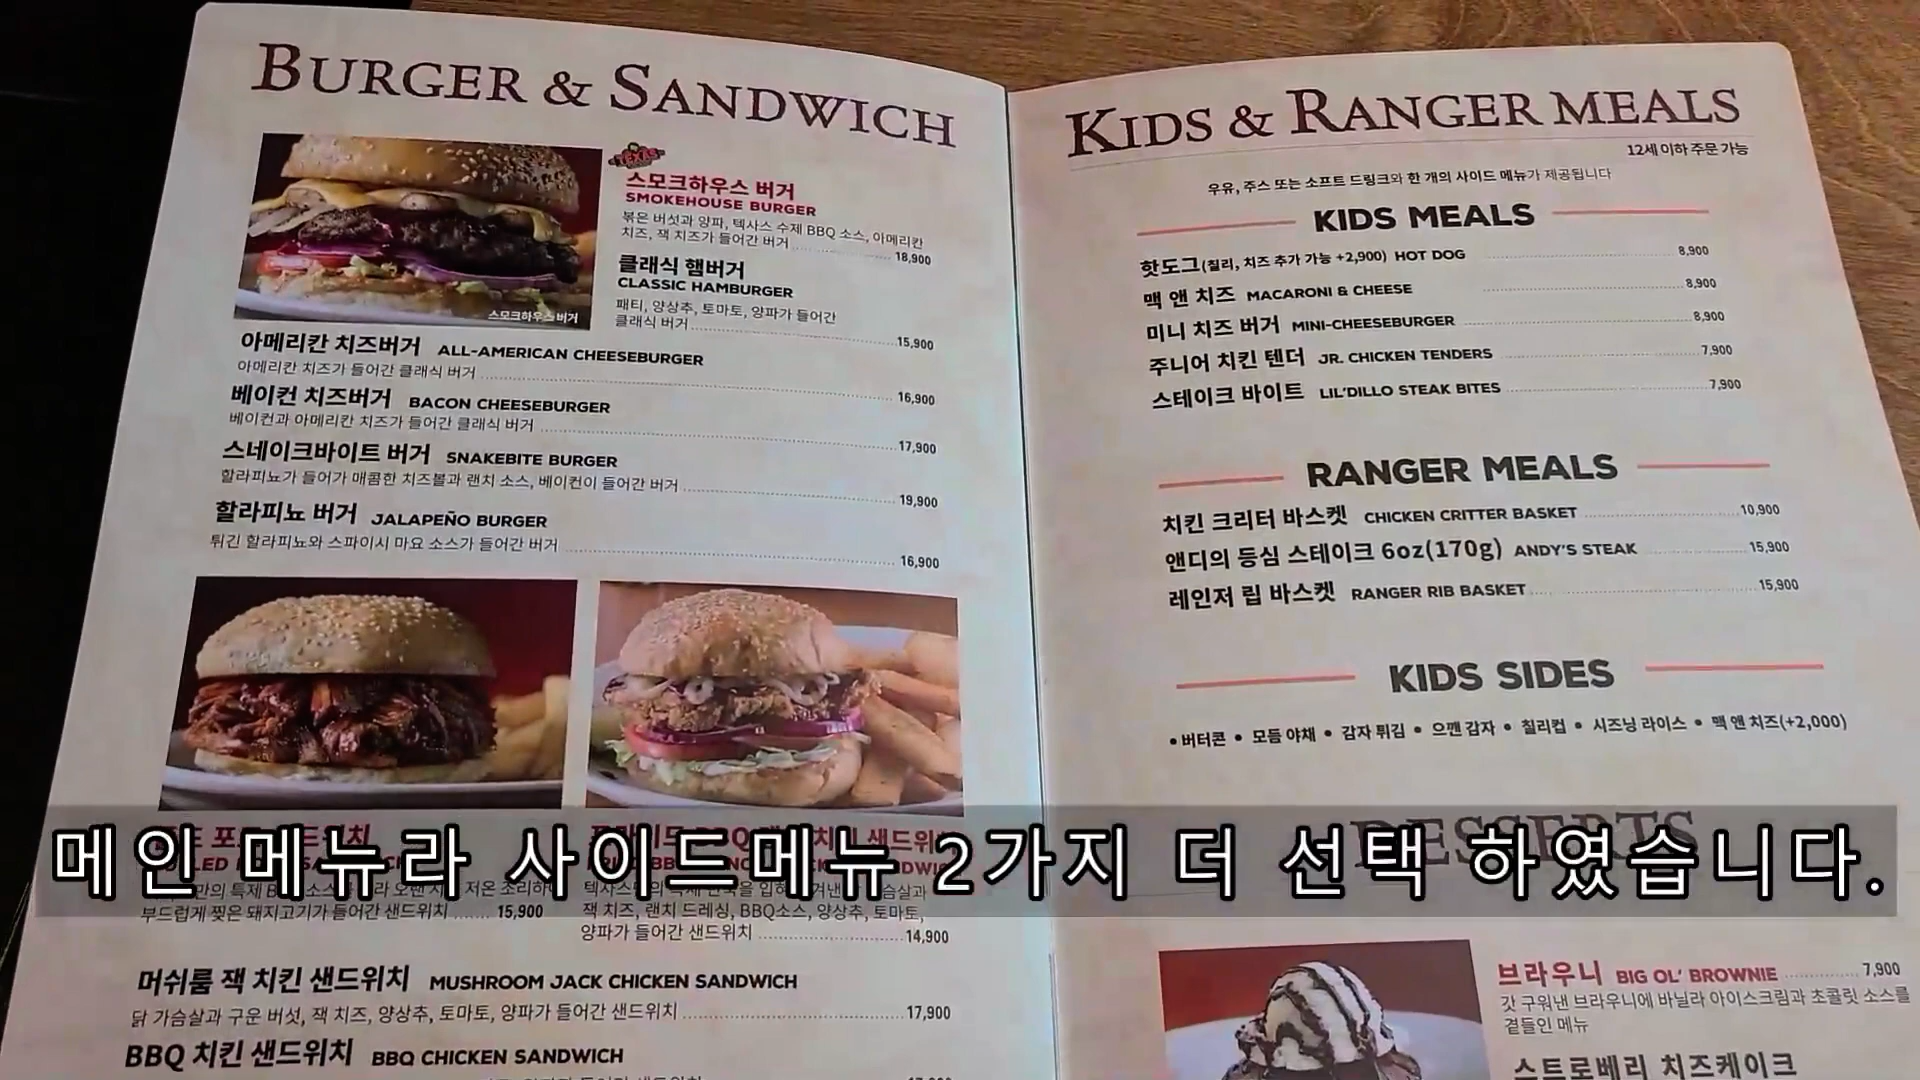 BURGER & SANDWICH
TEXAS
스모크하우스 버거
SMOKEHOUSE BURGER
볶은 버섯과 양파, 텍사스 수제 BBQ 소스, 아메리칸
치즈, 잭 치즈가 들어간 버거 18,900
클래식 햄버거
CLASSIC HAMBURGER
패티, 양상추, 토마토, 양파가 들어간
클래식 버거 15,900
스모크하우스 버거
아메리칸 치즈버거 ALL-AMERICAN CHEESEBURGER
아메리칸 치즈가 들어간 클래식 버거 16,900
베이컨 치즈버거 BACON CHEESEBURGER
베이컨과 아메리칸 치즈가 들어간 클래식 버거 17,900
스네이크바이트 버거 SNAKEBITE BURGER
할라피뇨가 들어가 매콤한 치즈볼과 랜치 소스, 베이컨이 들어간 버거 19,900
할라피뇨 버거 JALAPEÑO BURGER
튀긴 할라피뇨와 스파이시 마요 소스가 들어간 버거 16,900
부드럽게 찢은 돼지고기가 들어간 샌드위치 15,900
잭 치즈, 랜치 드레싱, BBQ소스, 양상추, 토마토,
양파가 들어간 샌드위치 14,900
머쉬룸 잭 치킨 샌드위치 MUSHROOM JACK CHICKEN SANDWICH
닭 가슴살과 구운 버섯, 잭 치즈, 양상추, 토마토, 양파가 들어간 샌드위치 17,900
BBQ 치킨 샌드위치 BBQ CHICKEN SANDWICH
KIDS & RANGER MEALS
12세 이하 주문 가능
우유, 주스 또는 소프트 드링크와 한 개의 사이드 메뉴가 제공됩니다
KIDS MEALS
핫도그(칠리, 치즈 추가 가능 +2,900) HOT DOG 8,900
맥 앤 치즈 MACARONI & CHEESE 8,900
미니 치즈 버거 MINI-CHEESEBURGER 8,900
주니어 치킨 텐더 JR. CHICKEN TENDERS 7,900
스테이크 바이트 LIL'DILLO STEAK BITES 7,900
RANGER MEALS
치킨 크리터 바스켓 CHICKEN CRITTER BASKET 10,900
앤디의 등심 스테이크 6oz(170g) ANDY'S STEAK 15,900
레인저 립 바스켓 RANGER RIB BASKET 15,900
KIDS SIDES
• 버터콘 • 모듬 야채 • 감자 튀김 • 으깬 감자 • 칠리컵 • 시즈닝 라이스 • 맥 앤 치즈(+2,000)
DESSERTS
브라우니 BIG OL' BROWNIE 7,900
갓 구워낸 브라우니에 바닐라 아이스크림과 초콜릿 소스를
곁들인 메뉴
스트로베리 치즈케이크
메인 메뉴라 사이드메뉴 2가지 더 선택 하였습니다.